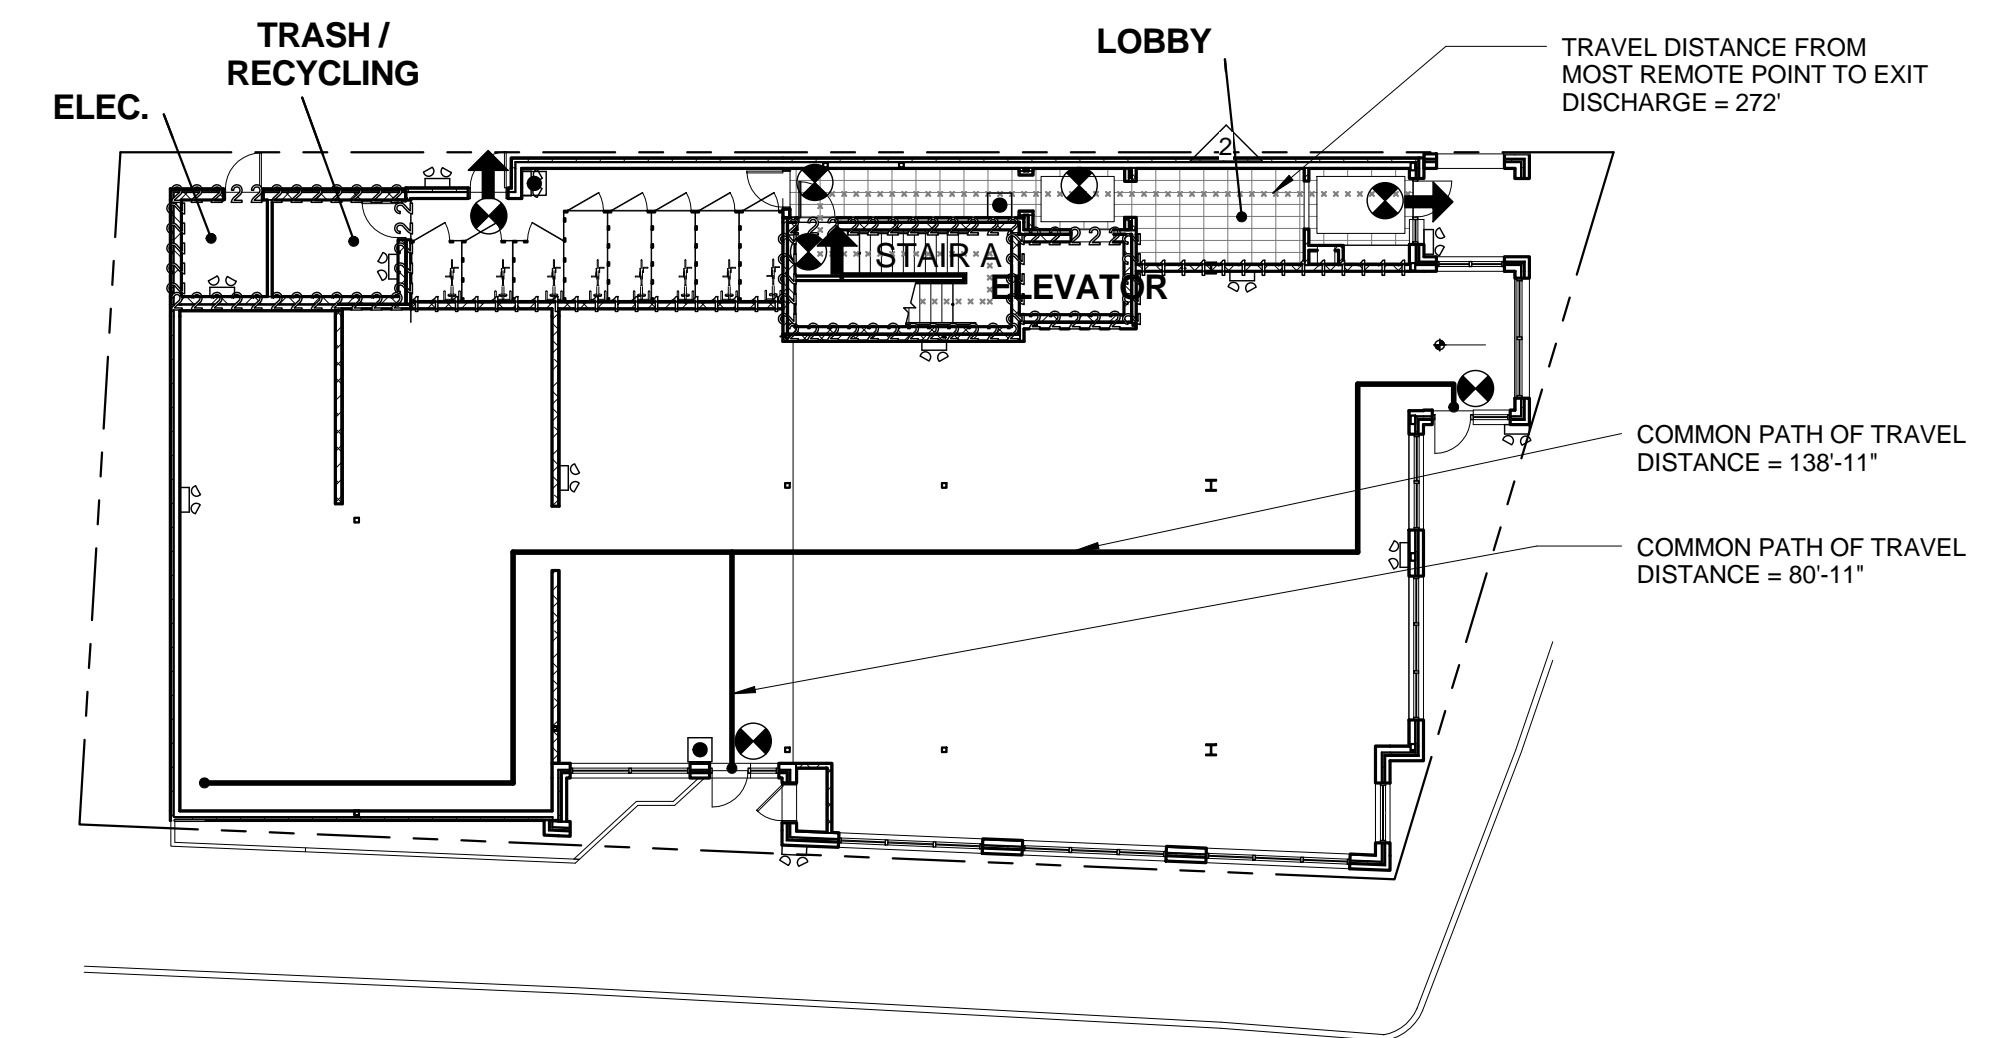 TRASH /
RECYCLING
ELEC.
LOBBY
TRAVEL DISTANCE FROM
MOST REMOTE POINT TO EXIT
DISCHARGE = 272'
2
STAIR A
ELEVATOR
COMMON PATH OF TRAVEL
DISTANCE = 138'-11"
COMMON PATH OF TRAVEL
DISTANCE = 80'-11"